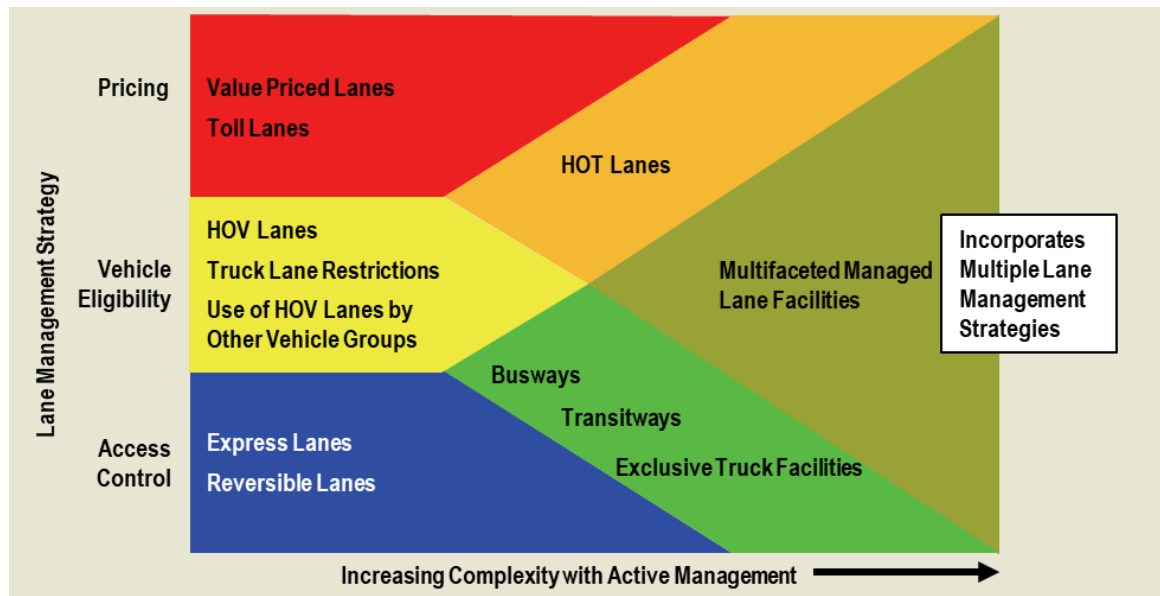 Lane Management Strategy
Pricing
Value Priced Lanes
Toll Lanes
HOT Lanes
Vehicle
Eligibility
HOV Lanes
Truck Lane Restrictions
Use of HOV Lanes by
Other Vehicle Groups
Multifaceted Managed
Lane Facilities
Incorporates
Multiple Lane
Management
Strategies
Busways
Transitways
Exclusive Truck Facilities
Access
Control
Express Lanes
Reversible Lanes
Increasing Complexity with Active Management